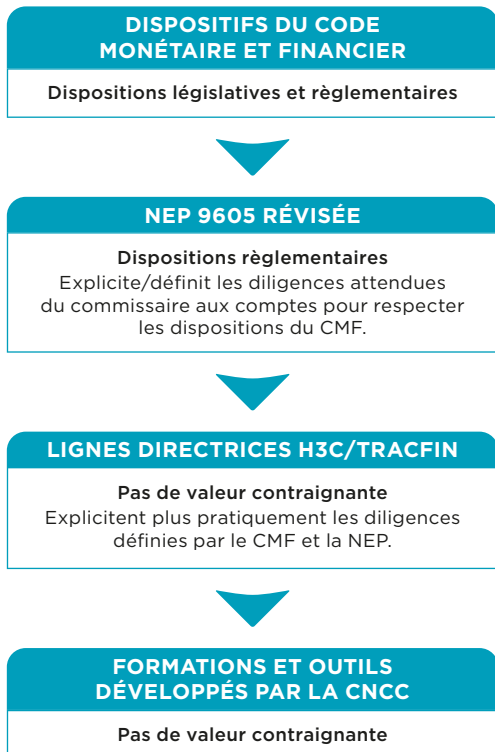 DISPOSITIFS DU CODE
MONÉTAIRE ET FINANCIER
Dispositions législatives et règlementaires
NEP 9605 RÉVISÉE
Dispositions règlementaires
Explicite/définit les diligences attendues
du commissaire aux comptes pour respecter
les dispositions du CMF.
LIGNES DIRECTRICES H3C/TRACFIN
Pas de valeur contraignante
Explicitent plus pratiquement les diligences
définies par le CMF et la NEP.
FORMATIONS ET OUTILS
DÉVELOPPÉS PAR LA CNCC
Pas de valeur contraignante